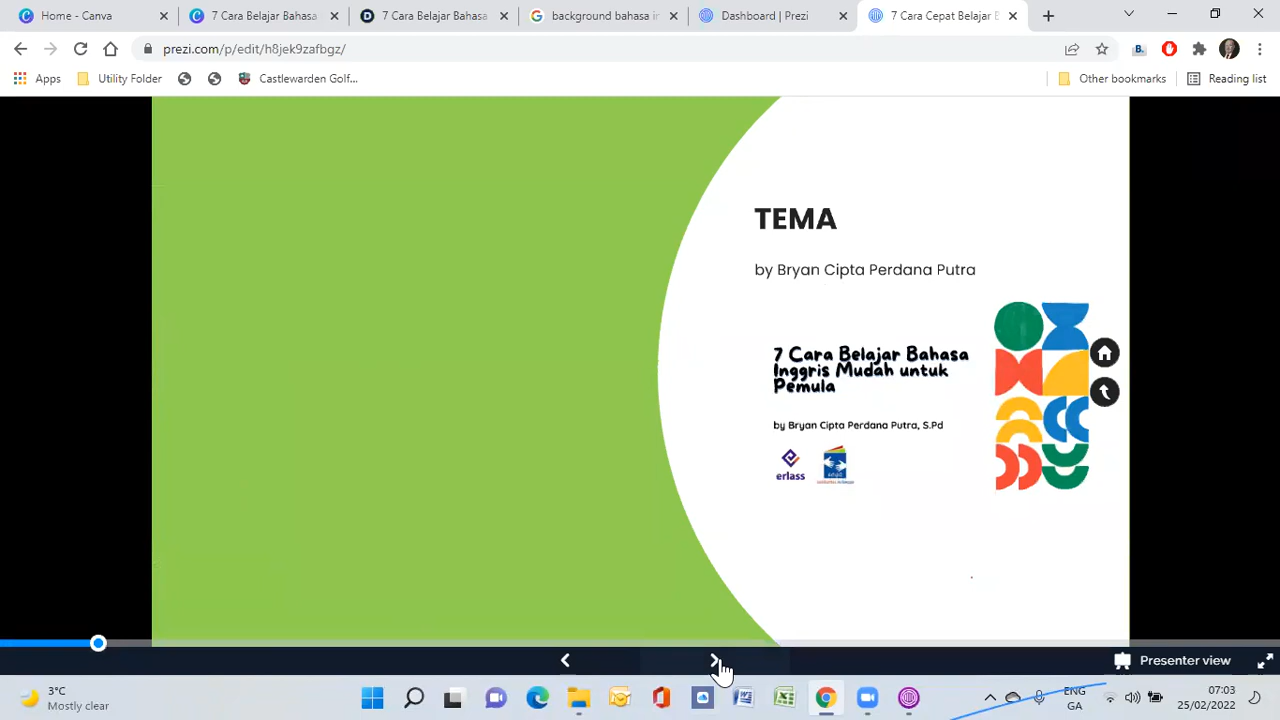 Home - Canva
7 Cara Belajar Bahasa
7 Cara Belajar Bahasa
background bahasa in
Dashboard | Prezi
7 Cara Cepat Belajar B
prezi.com/p/edit/h8jek9zafbgz/
Apps
Utility Folder
Castlewarden Golf...
Other bookmarks
Reading list
TEMA
by Bryan Cipta Perdana Putra
7 Cara Belajar Bahasa
Inggris Mudah untuk
Pemula
by Bryan Cipta Perdana Putra, S.Pd
erlass
Presenter view
3°C
Mostly clear
ENG
GA
07:03
25/02/2022